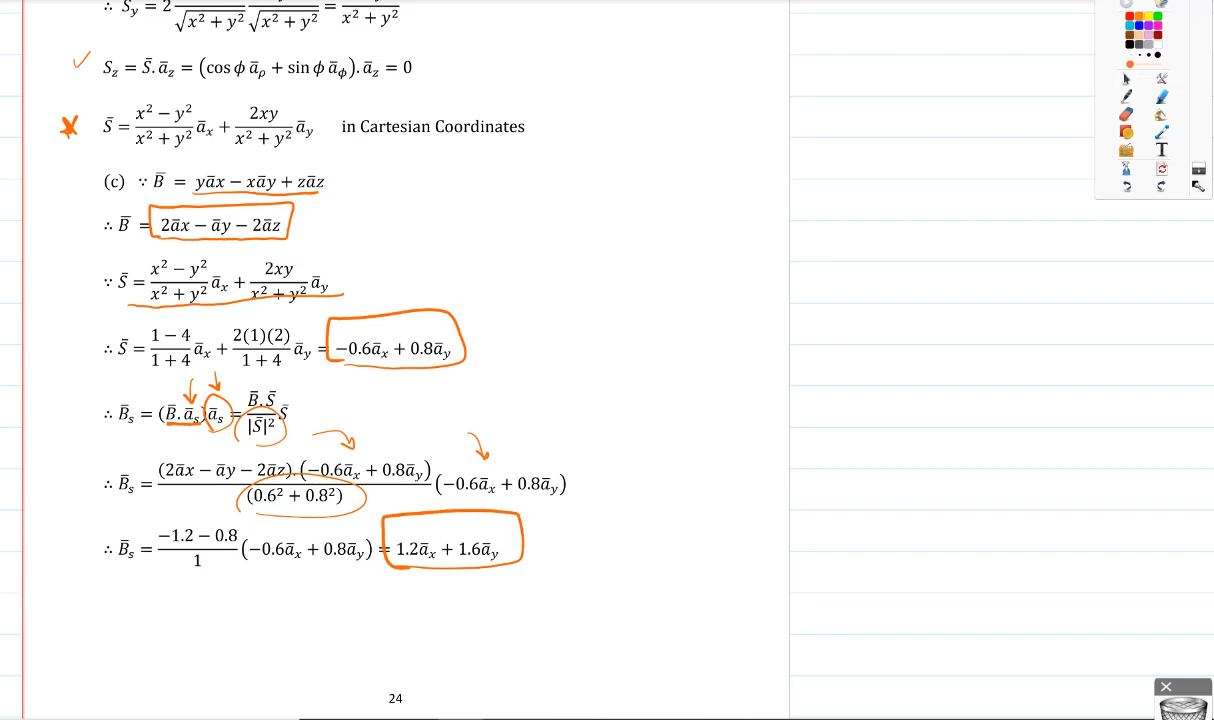 ∴ S_y = 2 / √(x² + y²) √(x² + y²) = / x² + y²
S_z = S̄.ā_z = (cos ϕ ā_ρ + sin ϕ ā_ϕ).ā_z = 0
S̄ = (x² − y²)/(x² + y²) ā_x + 2xy/(x² + y²) ā_y in Cartesian Coordinates
(c) ∵ B̄ = yāx − xāy + zāz
∴ B̄ = 2āx − āy − 2āz
∵ S̄ = (x² − y²)/(x² + y²) ā_x + 2xy/(x² + y²) ā_y
∴ S̄ = (1 − 4)/(1 + 4) ā_x + 2(1)(2)/(1 + 4) ā_y = −0.6ā_x + 0.8ā_y
∴ B̄_s = (B̄.ā_s)ā_s = B̄.S̄/|S̄|² S̄
∴ B̄_s = (2āx − āy − 2āz).(−0.6ā_x + 0.8ā_y)/(0.6² + 0.8²) (−0.6ā_x + 0.8ā_y)
∴ B̄_s = (−1.2 − 0.8)/1 (−0.6ā_x + 0.8ā_y) = 1.2ā_x + 1.6ā_y
24
T